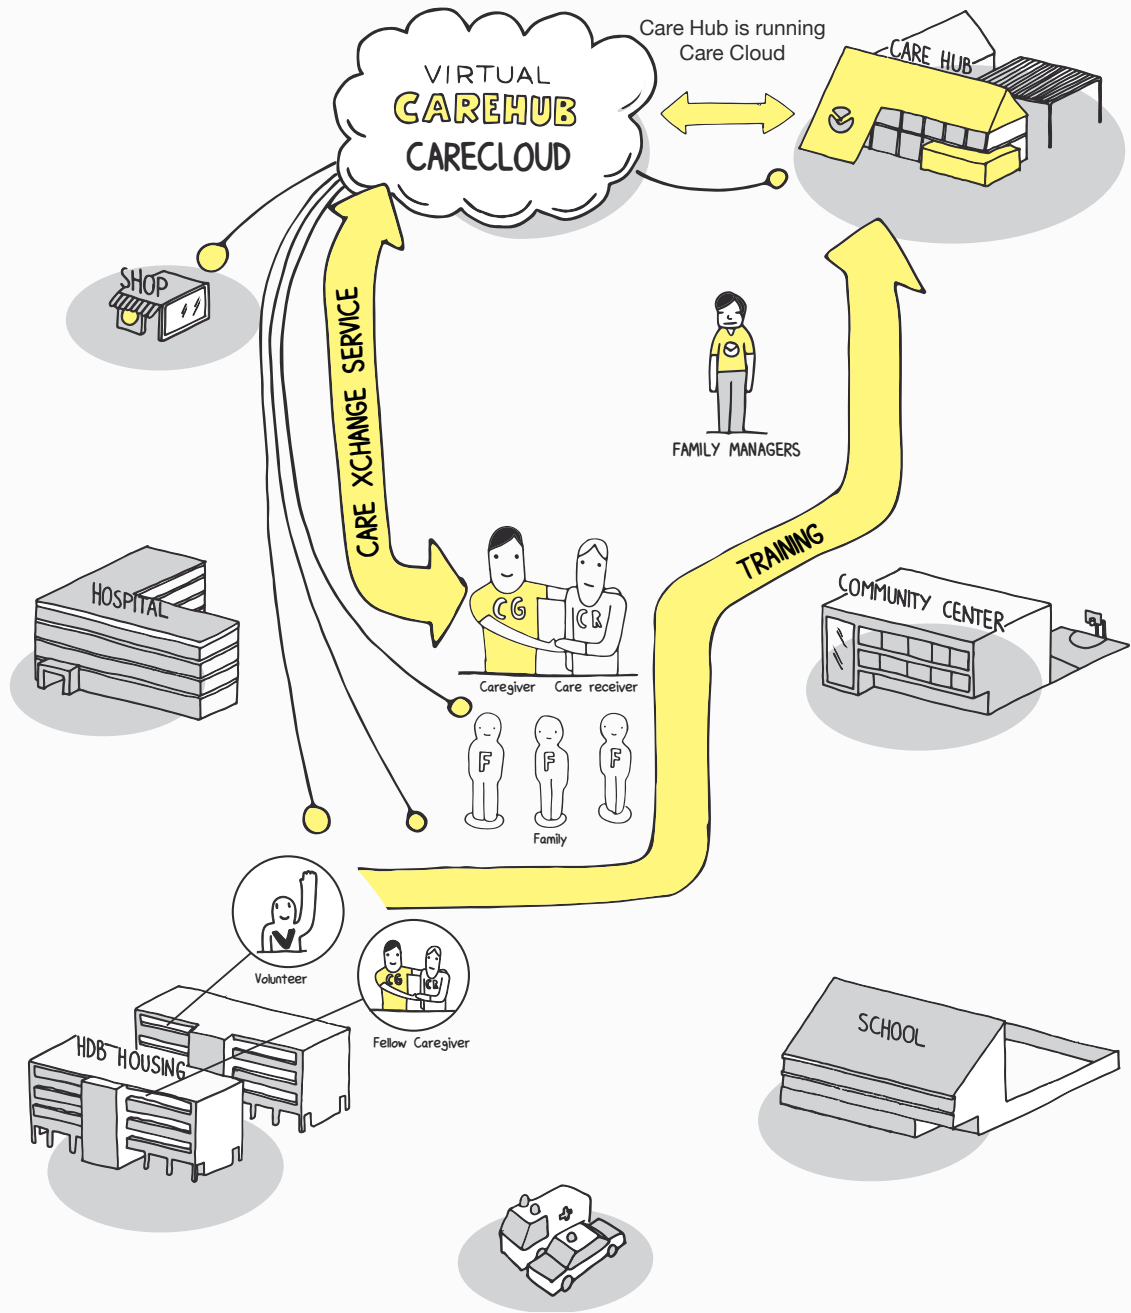 Care Hub is running
Care Cloud
VIRTUAL
CAREHUB
CARECLOUD
CARE HUB
SHOP
CARE XCHANGE SERVICE
FAMILY MANAGERS
TRAINING
HOSPITAL
COMMUNITY CENTER
CG
CR
Caregiver
Care receiver
F
F
F
Family
V
Volunteer
CG
CR
Fellow Caregiver
HDB HOUSING
SCHOOL